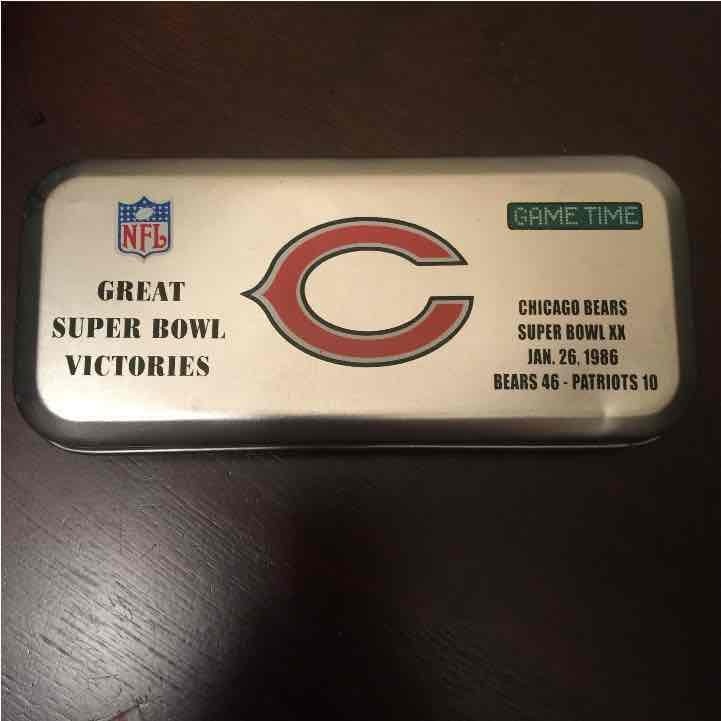 NFL
GREAT
SUPER BOWL
VICTORIES
GAME TIME
CHICAGO BEARS
SUPER BOWL XX
JAN. 26, 1986
BEARS 46 - PATRIOTS 10